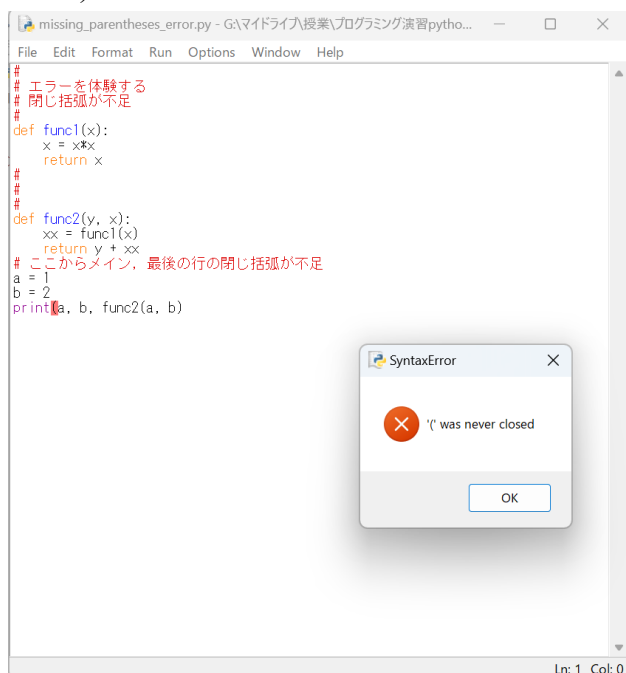 missing_parentheses_error.py - G:\マイドライブ\授業\プログラミング演習pytho...
File Edit Format Run Options Window Help
#
# エラーを体験する
# 閉じ括弧が不足
#
def func1(x):
    x = x*x
    return x
#
#
#
def func2(y, x):
    xx = func1(x)
    return y + xx
# ここからメイン，最後の行の閉じ括弧が不足
a = 1
b = 2
print(a, b, func2(a, b)
SyntaxError
'(' was never closed
OK
Ln: 1 Col: 0